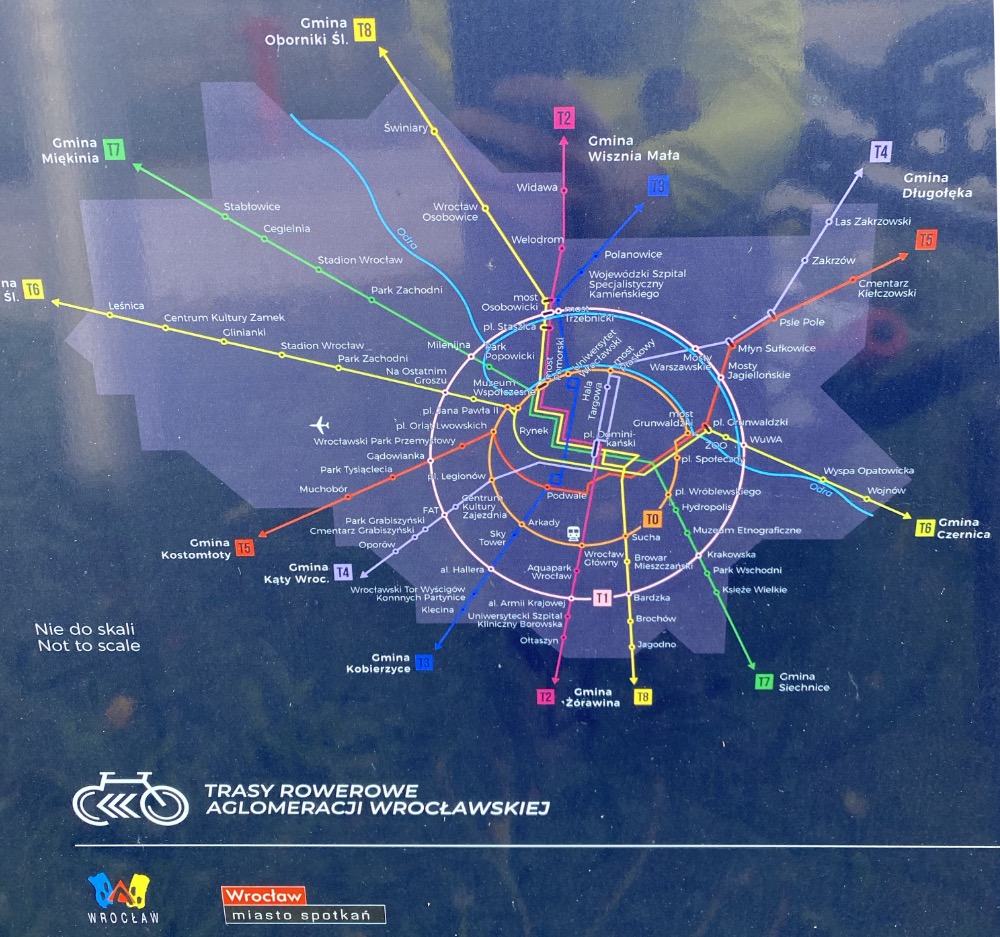 Gmina
Oborniki Śl.
T8
Świniary
Wrocław
Osobowice
T2
Gmina
Wisznia Mała
T3
Widawa
Welodrom
Polanowice
Wojewódzki Szpital
Specjalistyczny
Kamieńskiego
T4
Gmina
Długołęka
T5
Las Zakrzowski
Zakrzów
Cmentarz
Kiełczowski
Psie Pole
Młyn Sułkowice
Mosty
Jagiellońskie
Mosty
Warszawskie
Gmina
Miękinia
T7
Stabłowice
Cegielnia
Stadion Wrocław
Park Zachodni
Odra
na
Śl.
T6
Leśnica
Centrum Kultury Zamek
Glinianki
Stadion Wrocław
Park Zachodni
Na Ostatnim
Groszu
Milenijna
Park
Popowicki
Muzeum
Współczesne
most
Osobowicki
most
Trzebnicki
pl. Staszica
most
Pomorski
Uniwersytet
Wrocławski
most
Piaskowy
Hala
Targowa
pl. Jana Pawła II
pl. Orląt Lwowskich
Rynek
pl. Domini-
kański
most
Grunwaldzki
pl. Grunwaldzki
ZOO
WuWA
pl. Społeczny
Wrocławski Park Przemysłowy
Gądowianka
Park Tysiąclecia
Muchobór
Gmina
Kostomłoty
T5
pl. Legionów
Podwale
Centrum
Kultury
Zajezdnia
FAT
Park Grabiszyński
Cmentarz Grabiszyński
Oporów
Gmina
Kąty Wroc.
T4
Arkady
Sky
Tower
T0
Sucha
pl. Wróblewskiego
Hydropolis
Muzeum Etnograficzne
Krakowska
Park Wschodni
Księże Wielkie
Wyspa Opatowicka
Wojnów
Odra
T6
Gmina
Czernica
Wrocław
Główny
Browar
Mieszczański
Aquapark
Wrocław
al. Hallera
Wrocławski Tor Wyścigów
Konnnych Partynice
Klecina
al. Armii Krajowej
T1
Bardzka
Uniwersytecki Szpital
Kliniczny Borowska
Ołtaszyn
Brochów
Jagodno
Gmina
Kobierzyce
T3
T2
Gmina
Żórawina
T8
T7
Gmina
Siechnice
Nie do skali
Not to scale
TRASY ROWEROWE
AGLOMERACJI WROCŁAWSKIEJ
WROCŁAW
Wrocław
miasto spotkań